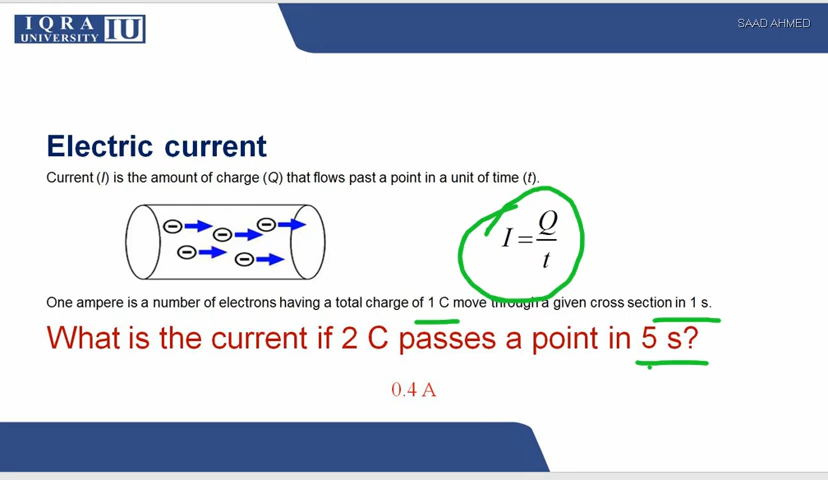 IQRA
UNIVERSITY IU
SAAD AHMED
Electric current
Current (I) is the amount of charge (Q) that flows past a point in a unit of time (t).
I = Q/t
One ampere is a number of electrons having a total charge of 1 C move through a given cross section in 1 s.
What is the current if 2 C passes a point in 5 s?
0.4 A